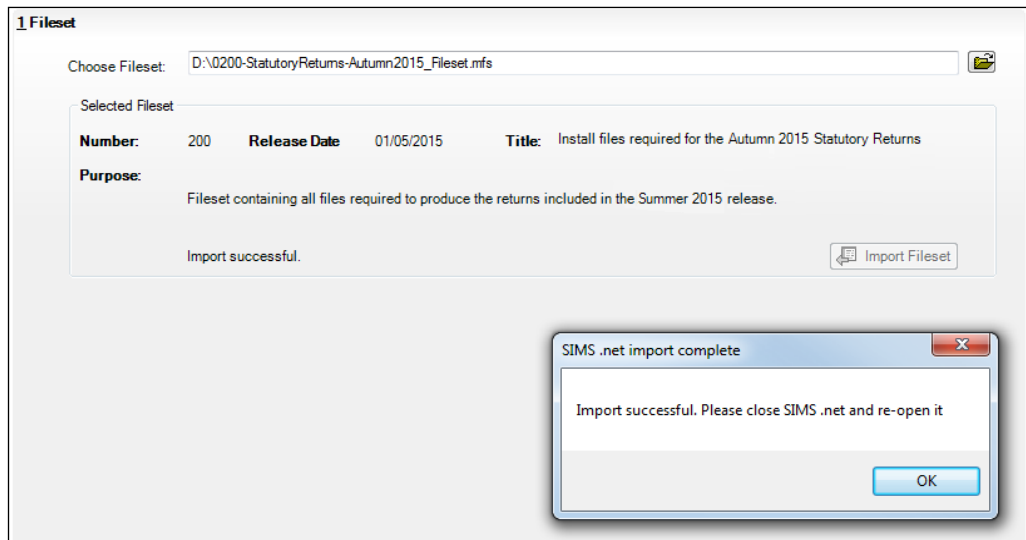 1 Fileset
Choose Fileset: D:\0200-StatutoryReturns-Autumn2015_Fileset.mfs
Selected Fileset
Number: 200 Release Date 01/05/2015 Title: Install files required for the Autumn 2015 Statutory Returns
Purpose:
Fileset containing all files required to produce the returns included in the Summer 2015 release.
Import successful. Import Fileset
SIMS .net import complete
Import successful. Please close SIMS .net and re-open it
OK